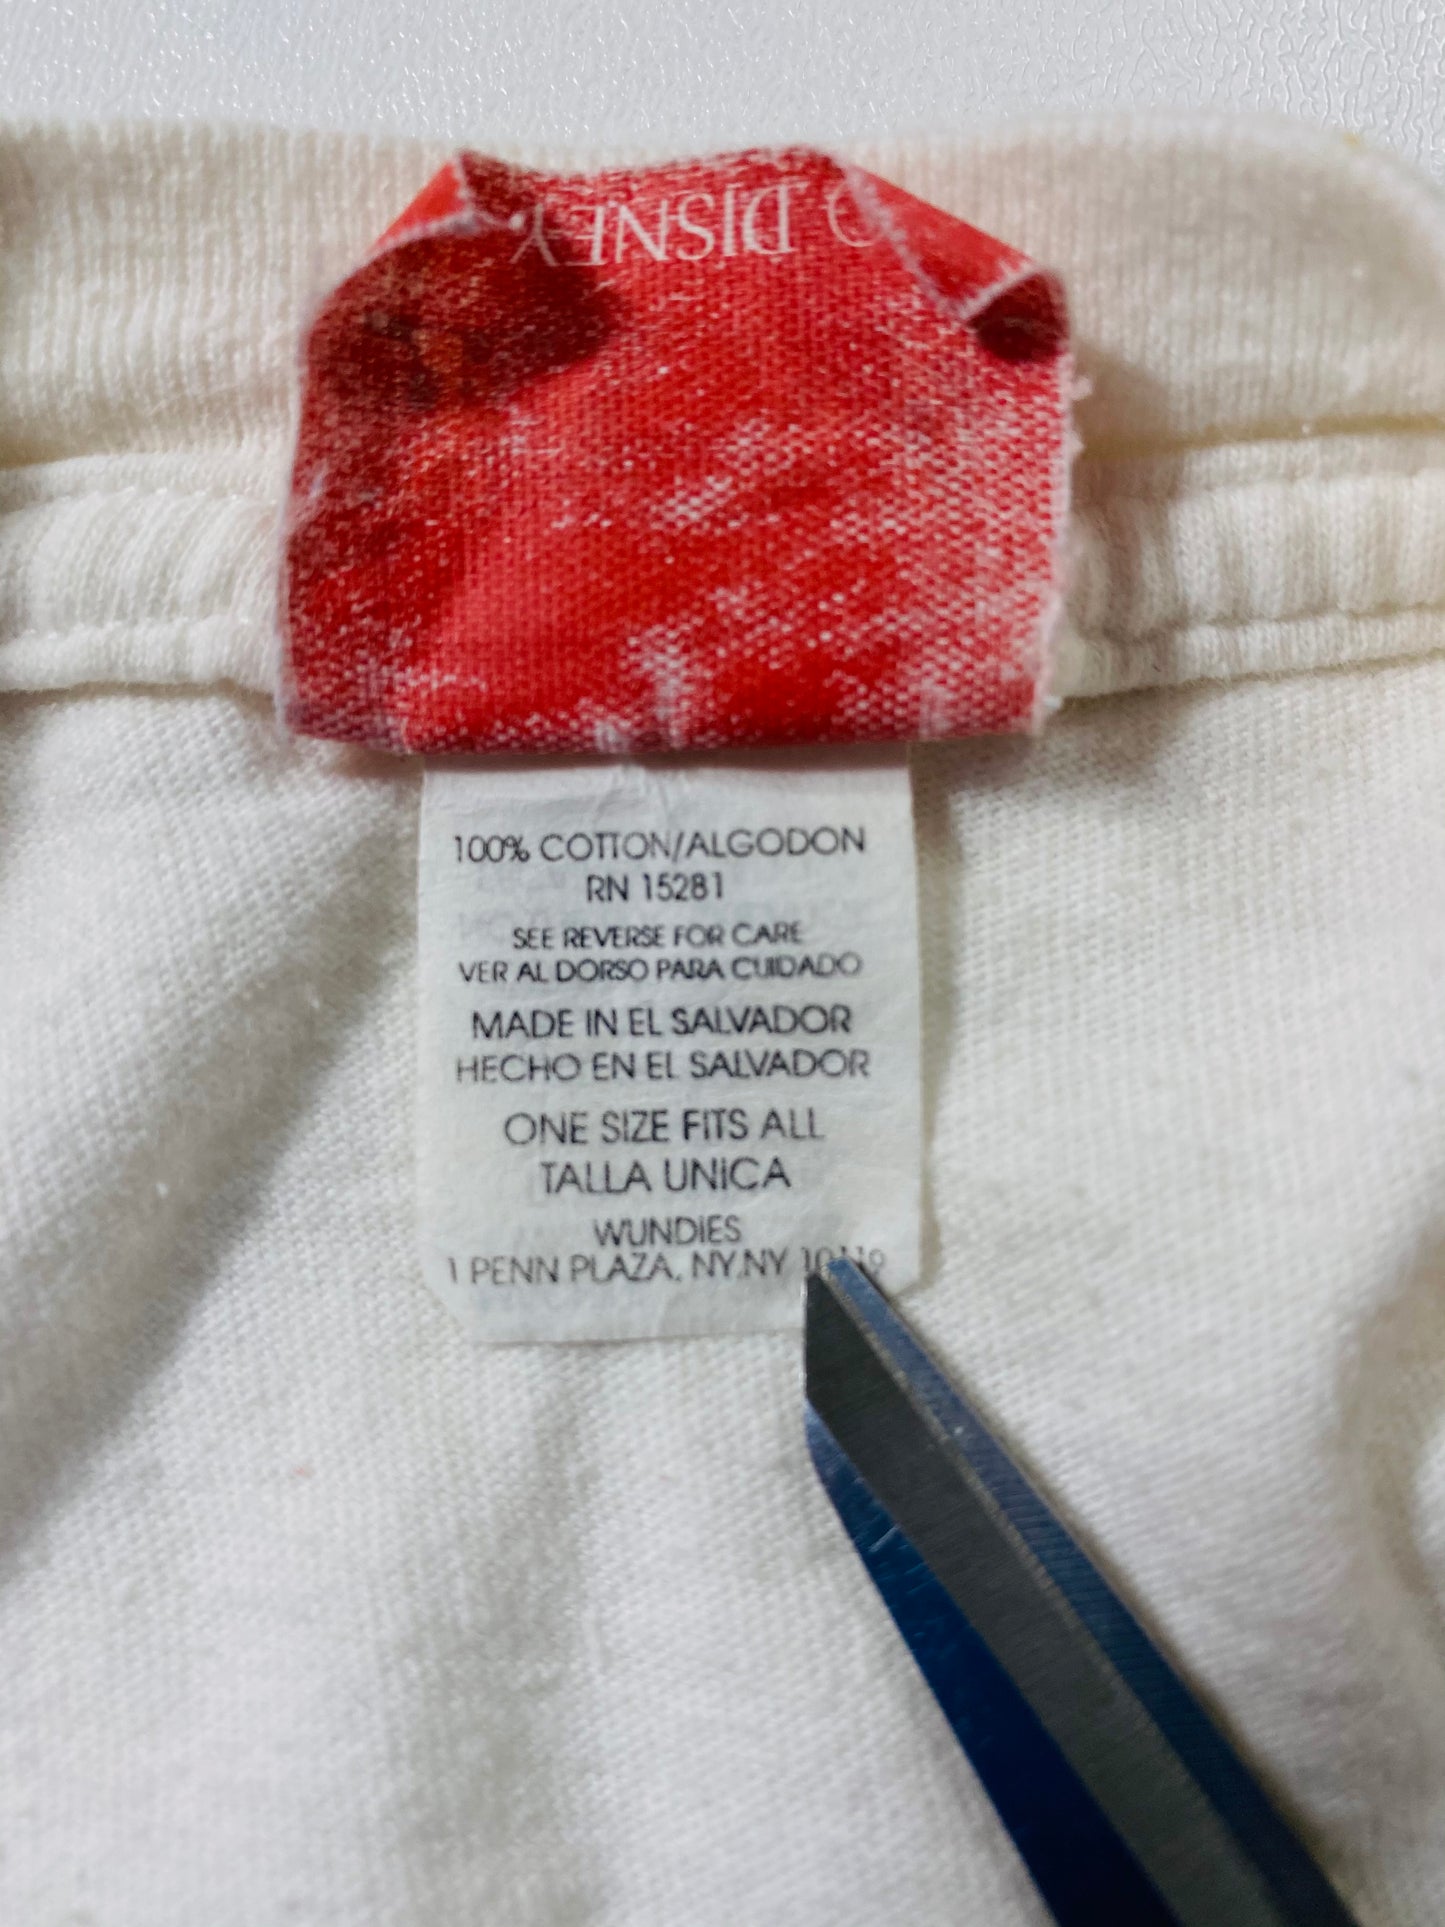 © DISNEY
100% COTTON/ALGODON
RN 15281
SEE REVERSE FOR CARE
VER AL DORSO PARA CUIDADO
MADE IN EL SALVADOR
HECHO EN EL SALVADOR
ONE SIZE FITS ALL
TALLA UNICA
WUNDIES
1 PENN PLAZA, NY,NY 10119